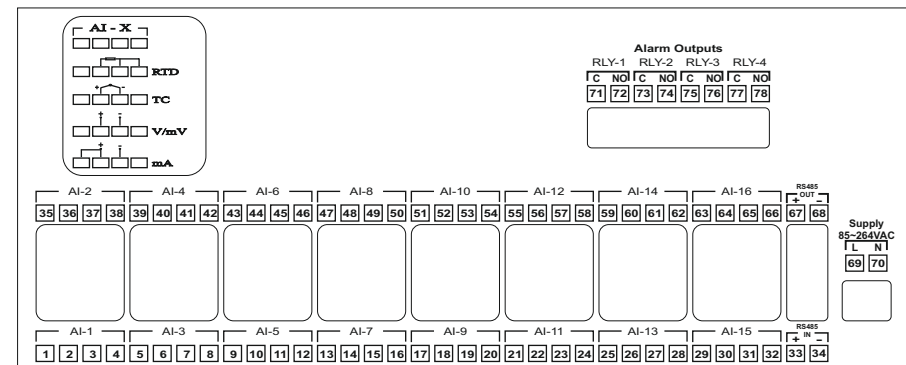 AI - X
RTD
+ -
TC
+ -
V/mV
+ -
mA
Alarm Outputs
RLY-1 RLY-2 RLY-3 RLY-4
C NO C NO C NO C NO
71 72 73 74 75 76 77 78
AI-2 AI-4 AI-6 AI-8 AI-10 AI-12 AI-14 AI-16 RS485
OUT
+ -
35 36 37 38 39 40 41 42 43 44 45 46 47 48 49 50 51 52 53 54 55 56 57 58 59 60 61 62 63 64 65 66 67 68
Supply
85~264VAC
L N
69 70
AI-1 AI-3 AI-5 AI-7 AI-9 AI-11 AI-13 AI-15 RS485
IN
+ -
1 2 3 4 5 6 7 8 9 10 11 12 13 14 15 16 17 18 19 20 21 22 23 24 25 26 27 28 29 30 31 32 33 34